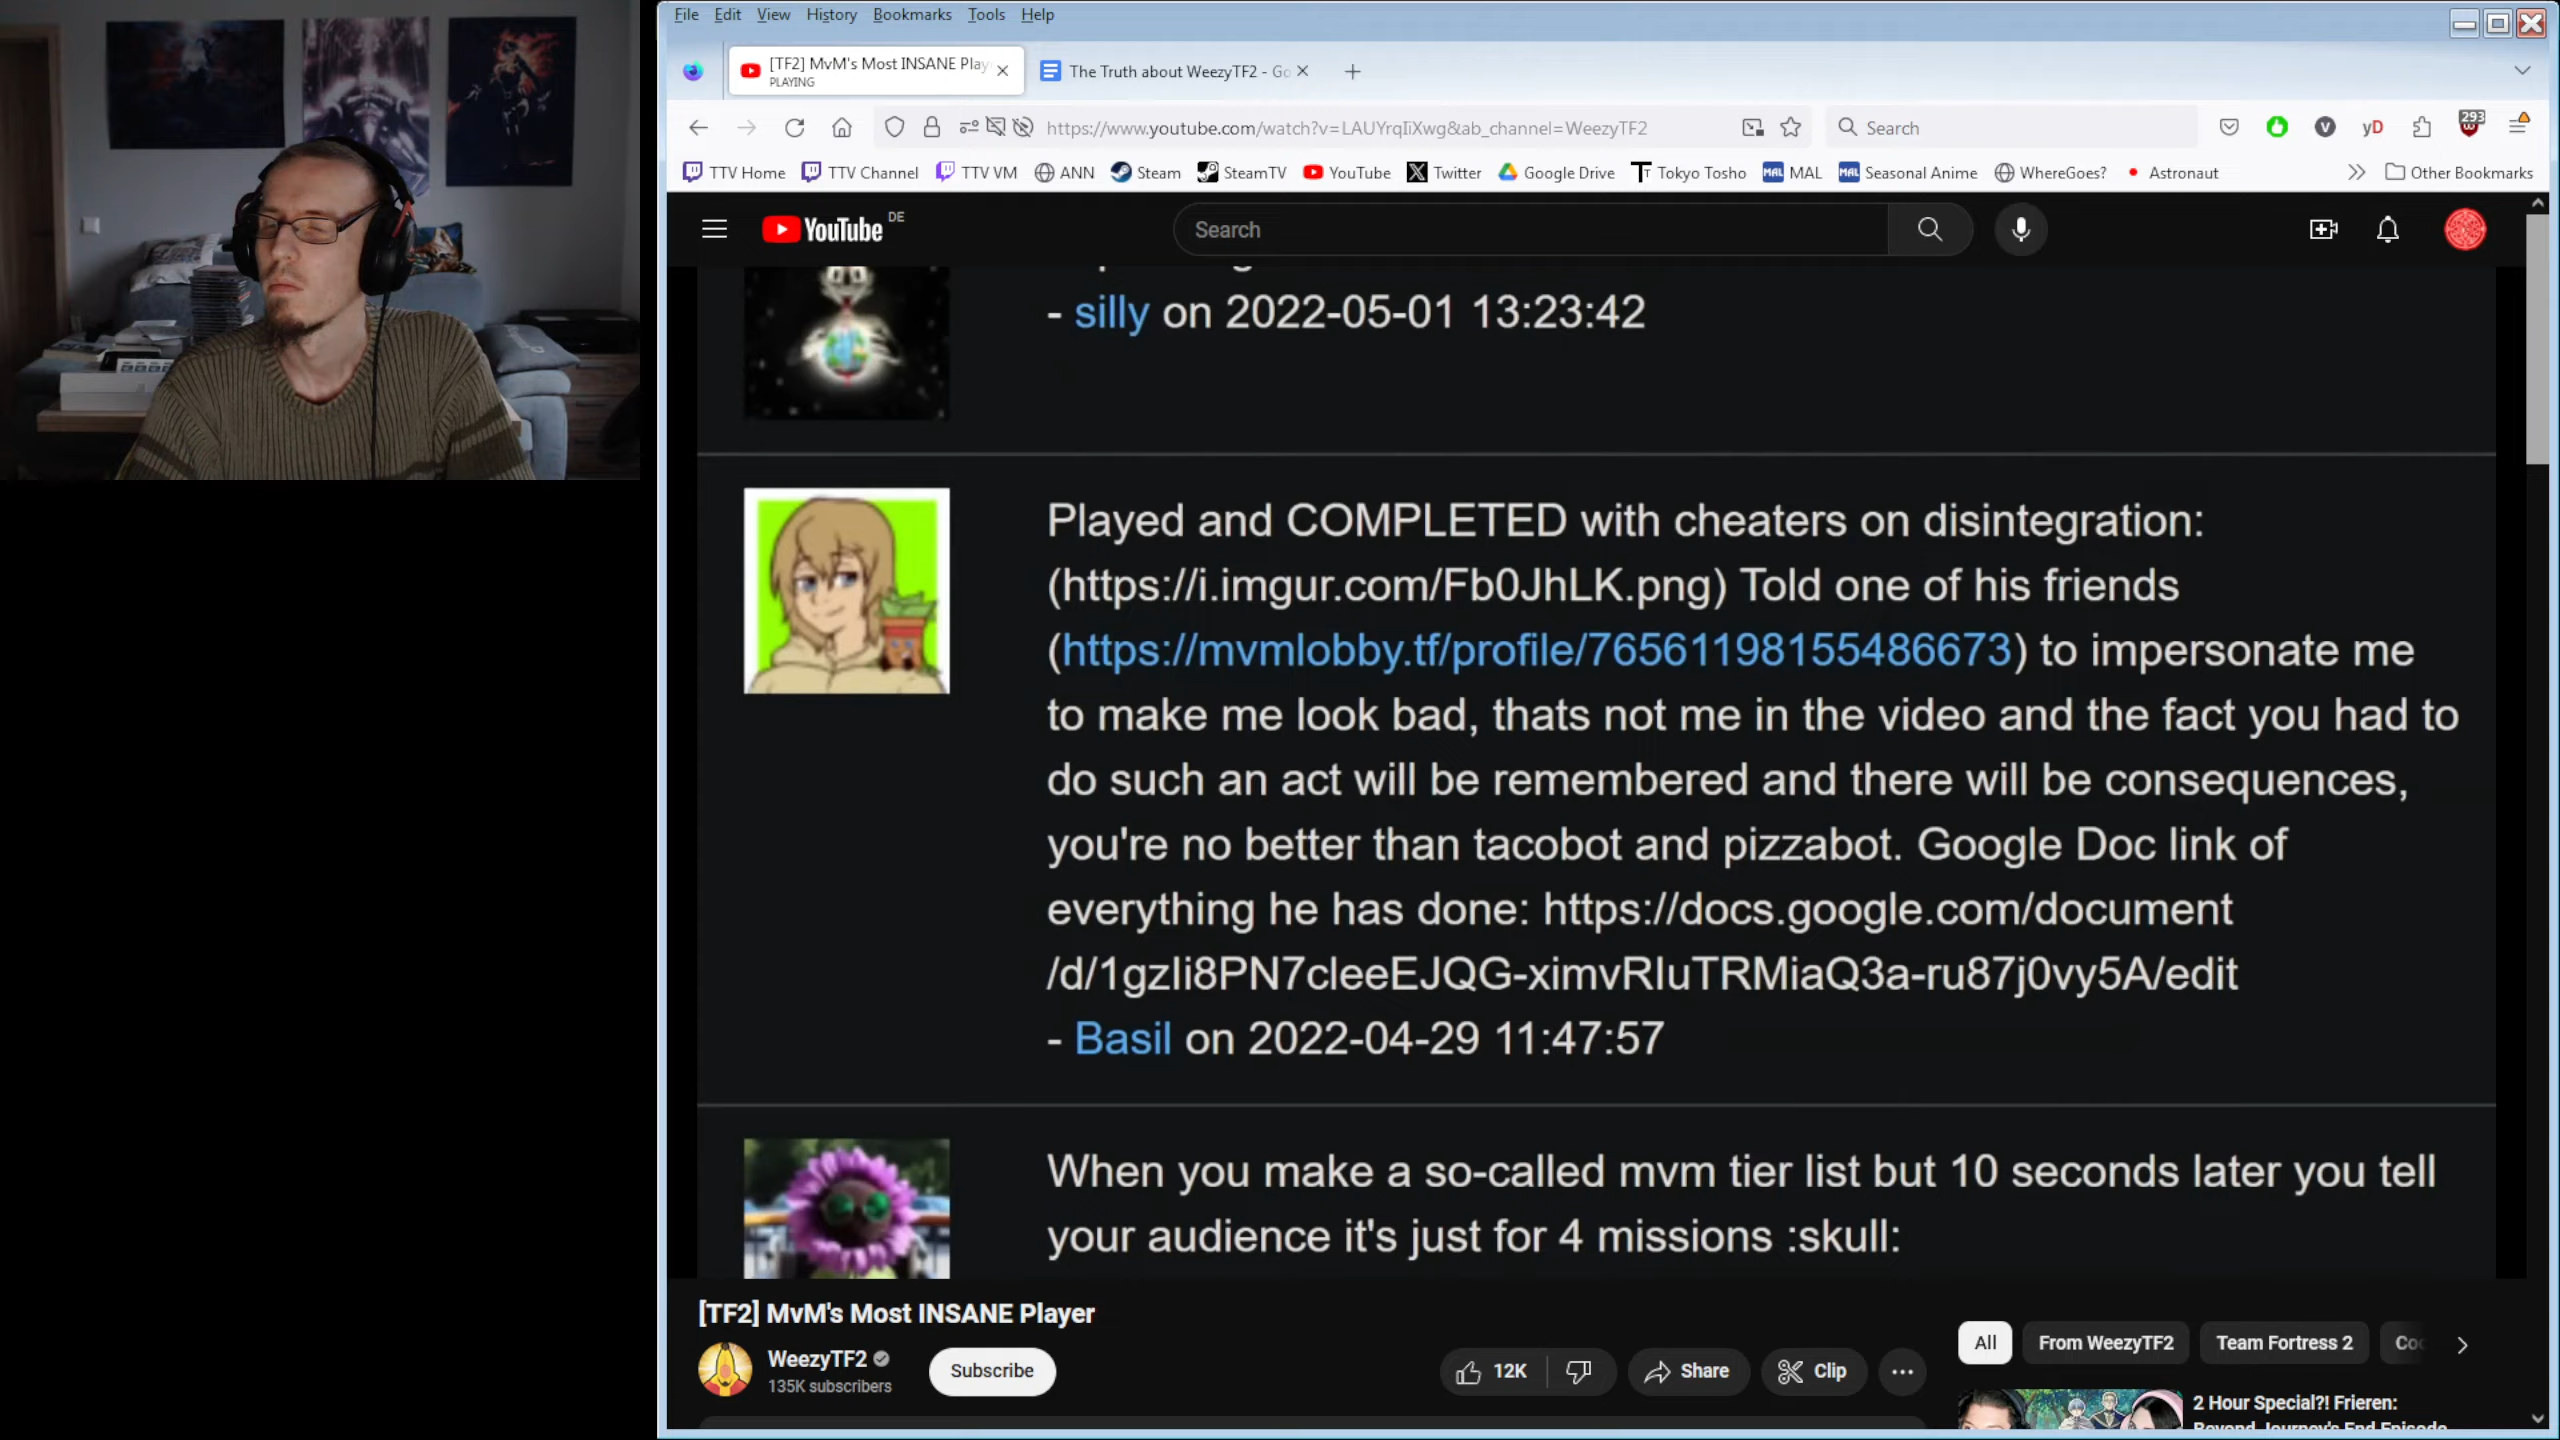 File Edit View History Bookmarks Tools Help
[TF2] MvM's Most INSANE Play
PLAYING
The Truth about WeezyTF2 - Go
https://www.youtube.com/watch?v=LAUYrqIiXwg&ab_channel=WeezyTF2
Search
293
yD
TTV Home TTV Channel TTV VM ANN Steam SteamTV YouTube Twitter Google Drive Tokyo Tosho MAL Seasonal Anime WhereGoes? Astronaut Other Bookmarks
YouTube DE
Search
- silly on 2022-05-01 13:23:42
Played and COMPLETED with cheaters on disintegration:
(https://i.imgur.com/Fb0JhLK.png) Told one of his friends
(https://mvmlobby.tf/profile/76561198155486673) to impersonate me
to make me look bad, thats not me in the video and the fact you had to
do such an act will be remembered and there will be consequences,
you're no better than tacobot and pizzabot. Google Doc link of
everything he has done: https://docs.google.com/document
/d/1gzIi8PN7cleeEJQG-ximvRIuTRMiaQ3a-ru87j0vy5A/edit
- Basil on 2022-04-29 11:47:57
When you make a so-called mvm tier list but 10 seconds later you tell
your audience it's just for 4 missions :skull:
[TF2] MvM's Most INSANE Player
WeezyTF2
135K subscribers
Subscribe
12K
Share
Clip
All
From WeezyTF2
Team Fortress 2
2 Hour Special?! Frieren:
Beyond Journey's End Episode